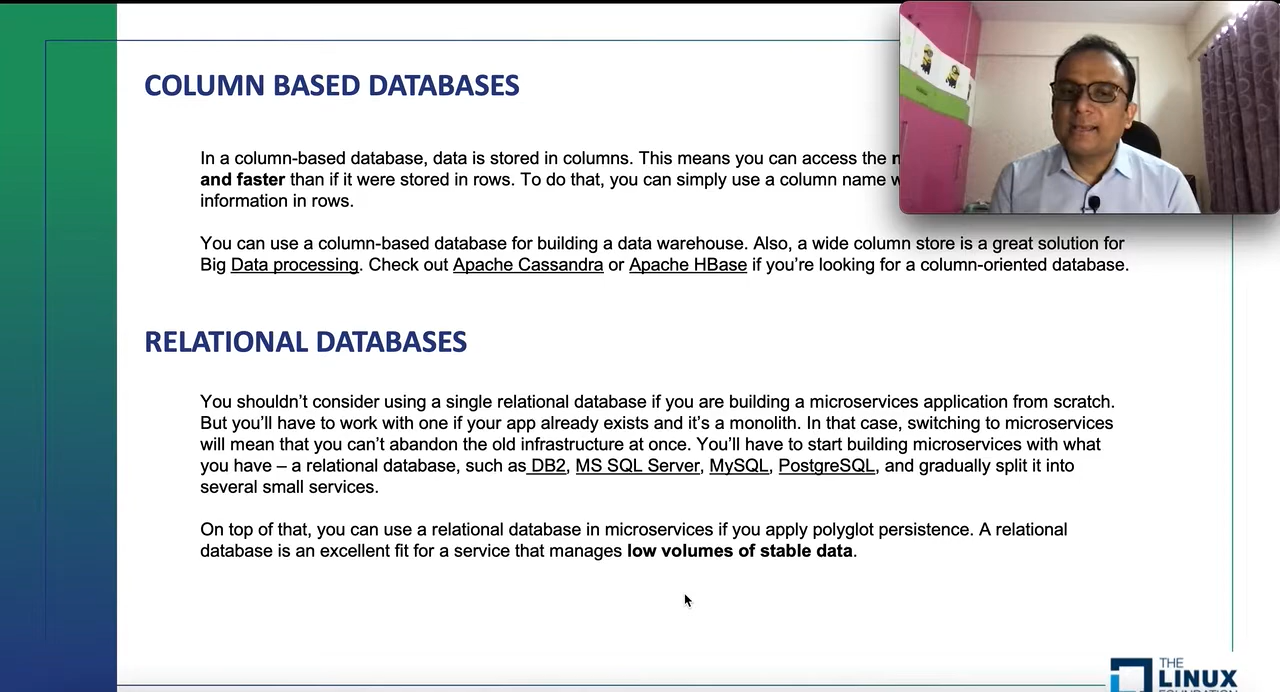 COLUMN BASED DATABASES
In a column-based database, data is stored in columns. This means you can access the
and faster than if it were stored in rows. To do that, you can simply use a column name
information in rows.
You can use a column-based database for building a data warehouse. Also, a wide column store is a great solution for
Big Data processing. Check out Apache Cassandra or Apache HBase if you’re looking for a column-oriented database.
RELATIONAL DATABASES
You shouldn’t consider using a single relational database if you are building a microservices application from scratch.
But you’ll have to work with one if your app already exists and it’s a monolith. In that case, switching to microservices
will mean that you can’t abandon the old infrastructure at once. You’ll have to start building microservices with what
you have – a relational database, such as DB2, MS SQL Server, MySQL, PostgreSQL, and gradually split it into
several small services.
On top of that, you can use a relational database in microservices if you apply polyglot persistence. A relational
database is an excellent fit for a service that manages low volumes of stable data.
THE
LINUX